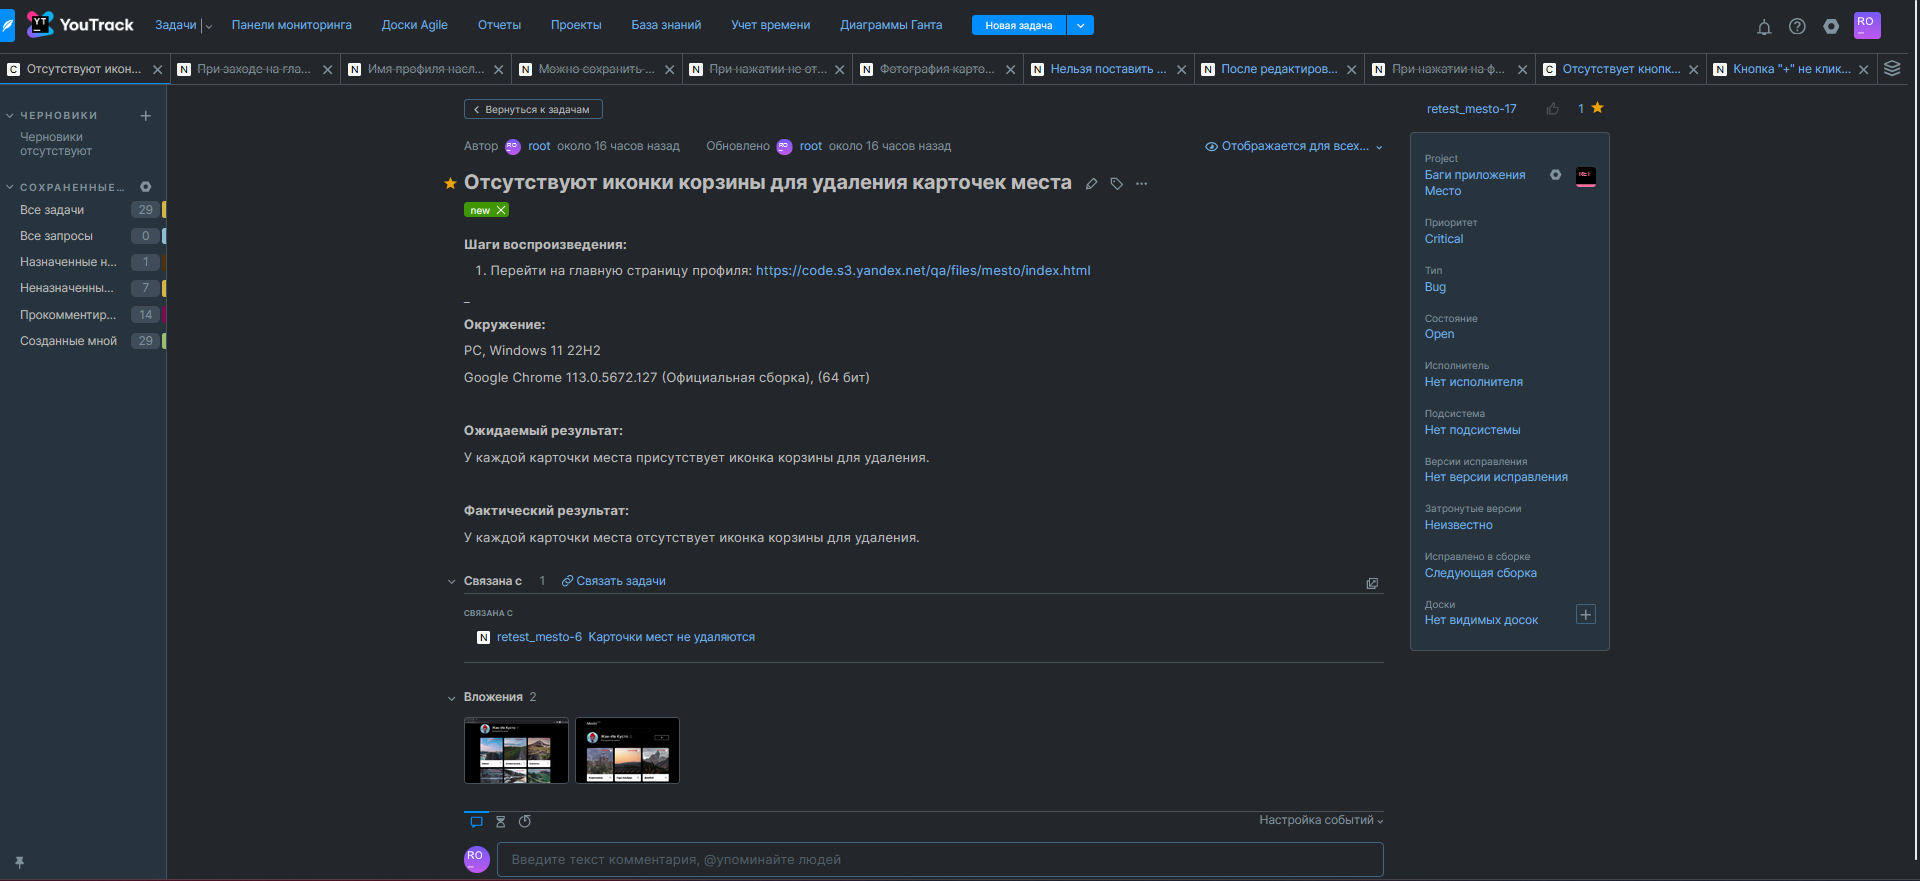 YouTrack
Задачи
Панели мониторинга
Доски Agile
Отчеты
Проекты
База знаний
Учет времени
Диаграммы Ганта
Новая задача
RO
C Отсутствуют икон...
N При заходе на гла...
N Имя профиля насл...
N Можно сохранить ...
N При нажатии не от...
N Фотография карто...
N Нельзя поставить ...
N После редактиров...
N При нажатии на ф...
C Отсутствует кнопк...
N Кнопка "+" не клик...
ЧЕРНОВИКИ
Черновики
отсутствуют
СОХРАНЕННЫЕ...
Все задачи 29
Все запросы 0
Назначенные н... 1
Неназначенны... 7
Прокомментир... 14
Созданные мной 29
Вернуться к задачам
Автор RO root около 16 часов назад Обновлено RO root около 16 часов назад
Отображается для всех...
Отсутствуют иконки корзины для удаления карточек места
new
Шаги воспроизведения:
1. Перейти на главную страницу профиля: https://code.s3.yandex.net/qa/files/mesto/index.html
_
Окружение:
PC, Windows 11 22H2
Google Chrome 113.0.5672.127 (Официальная сборка), (64 бит)
Ожидаемый результат:
У каждой карточки места присутствует иконка корзины для удаления.
Фактический результат:
У каждой карточки места отсутствует иконка корзины для удаления.
Связана с 1 Связать задачи
СВЯЗАНА С
N retest_mesto-6 Карточки мест не удаляются
Вложения 2
Настройка событий
RO
Введите текст комментария, @упоминайте людей
retest_mesto-17 1
Project
Баги приложения
Место
Приоритет
Critical
Тип
Bug
Состояние
Open
Исполнитель
Нет исполнителя
Подсистема
Нет подсистемы
Версии исправления
Нет версии исправления
Затронутые версии
Неизвестно
Исправлено в сборке
Следующая сборка
Доски
Нет видимых досок